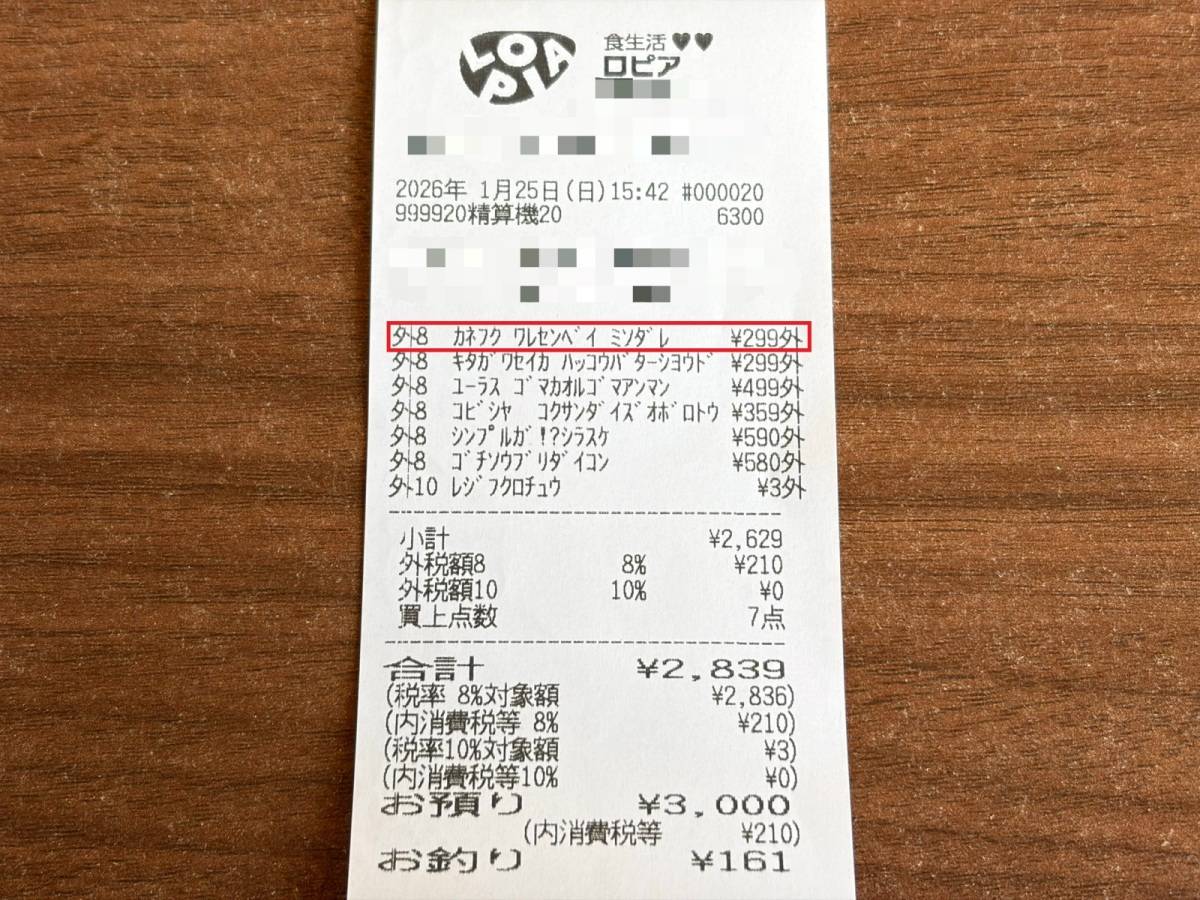 LOPIA
食生活♥♥
ロピア
2026年 1月25日(日)15:42 #000020
999920精算機20 6300
外8 ｶﾈﾌｸ ﾜﾚｾﾝﾍﾞｲ ﾐｿﾀﾞﾚ ¥299外
外8 ｷﾀｶﾞﾜｾｲｶ ﾊｯｺｳﾊﾞﾀｰｼｮｳﾄﾞ ¥299外
外8 ﾕｰﾗｽ ｺﾞﾏｶｵﾙｺﾞﾏｱﾝﾏﾝ ¥499外
外8 ｺﾋﾞｼｬ ｺｸｻﾝﾀﾞｲｽﾞｵﾎﾞﾛﾄｳ ¥359外
外8 ｼﾝﾌﾟﾙｶﾞ!?ｼﾗｽｹ ¥590外
外8 ｺﾞﾁｿｳﾌﾞﾘﾀﾞｲｺﾝ ¥580外
外10 ﾚｼﾞﾌｸﾛﾁｭｳ ¥3外
小計 ¥2,629
外税額8 8% ¥210
外税額10 10% ¥0
買上点数 7点
合計 ¥2,839
(税率 8%対象額 ¥2,836)
(内消費税等 8% ¥210)
(税率10%対象額 ¥3)
(内消費税等10% ¥0)
お預り ¥3,000
(内消費税等 ¥210)
お釣り ¥161